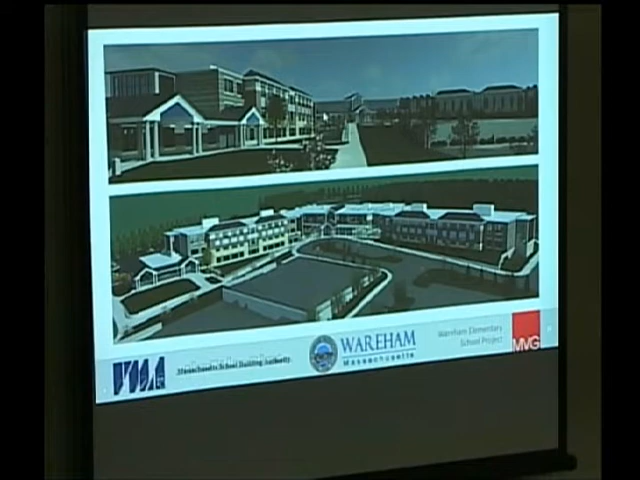 Massachusetts School Building Authority
WAREHAM
Massachusetts
Wareham Elementary
School Project
MVG